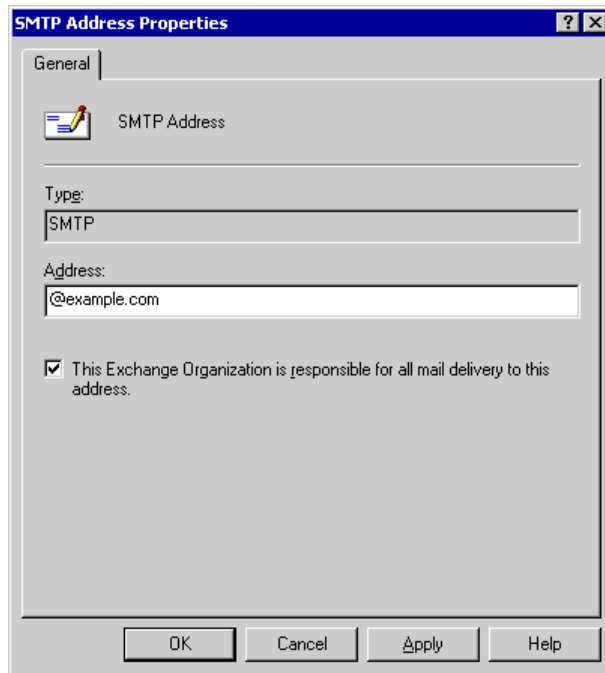 SMTP Address Properties
General
SMTP Address
Type:
SMTP
Address:
@example.com
This Exchange Organization is responsible for all mail delivery to this
address.
OK Cancel Apply Help